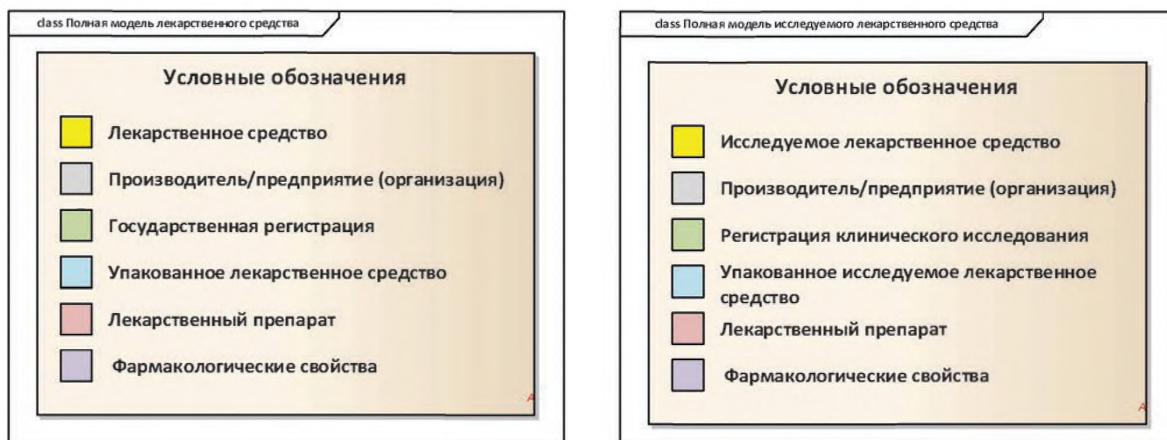 class Полная модель лекарственного средства
Условные обозначения
Лекарственное средство
Производитель/предприятие (организация)
Государственная регистрация
Упакованное лекарственное средство
Лекарственный препарат
Фармакологические свойства
A
class Полная модель исследуемого лекарственного средства
Условные обозначения
Исследуемое лекарственное средство
Производитель/предприятие (организация)
Регистрация клинического исследования
Упакованное исследуемое лекарственное
средство
Лекарственный препарат
Фармакологические свойства
A